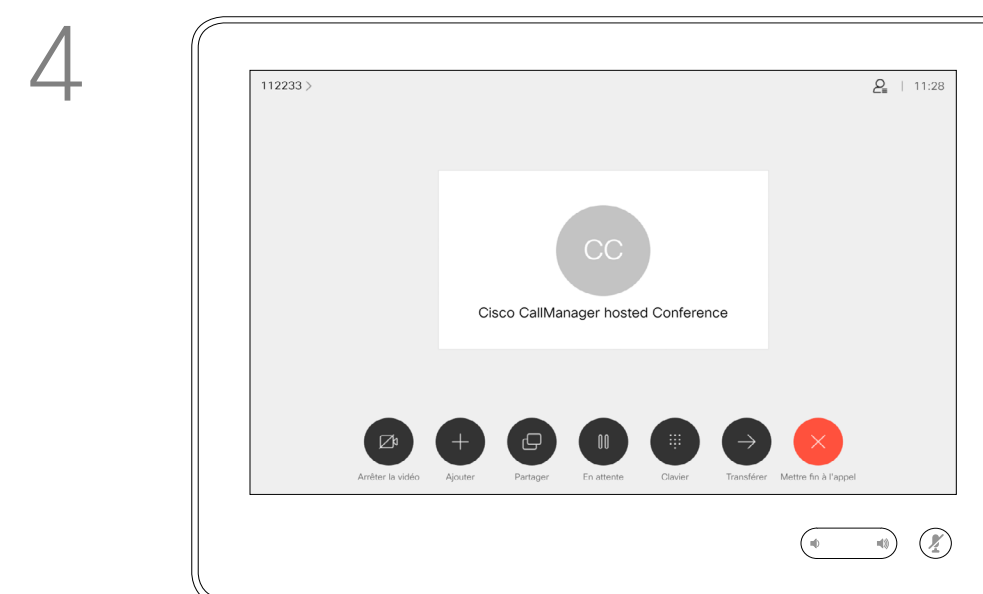 4
112233 >
| 11:28
CC
Cisco CallManager hosted Conference
Arrêter la vidéo Ajouter Partager En attente Clavier Transférer Mettre fin à l'appel